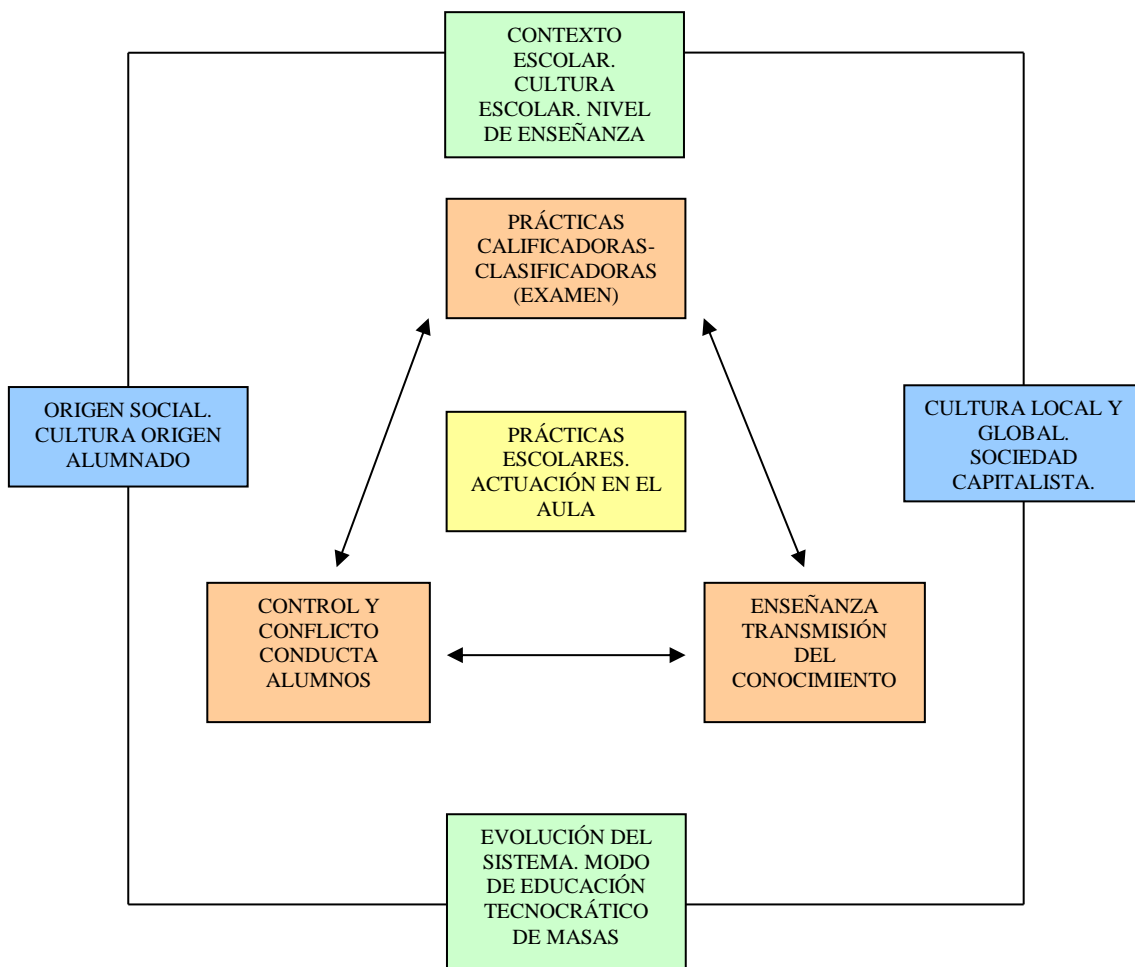 CONTEXTO
ESCOLAR.
CULTURA
ESCOLAR. NIVEL
DE ENSEÑANZA
PRÁCTICAS
CALIFICADORAS-
CLASIFICADORAS
(EXAMEN)
ORIGEN SOCIAL.
CULTURA ORIGEN
ALUMNADO
PRÁCTICAS
ESCOLARES.
ACTUACIÓN EN EL
AULA
CULTURA LOCAL Y
GLOBAL.
SOCIEDAD
CAPITALISTA.
CONTROL Y
CONFLICTO
CONDUCTA
ALUMNOS
ENSEÑANZA
TRANSMISIÓN
DEL
CONOCIMIENTO
EVOLUCIÓN DEL
SISTEMA. MODO
DE EDUCACIÓN
TECNOCRÁTICO
DE MASAS